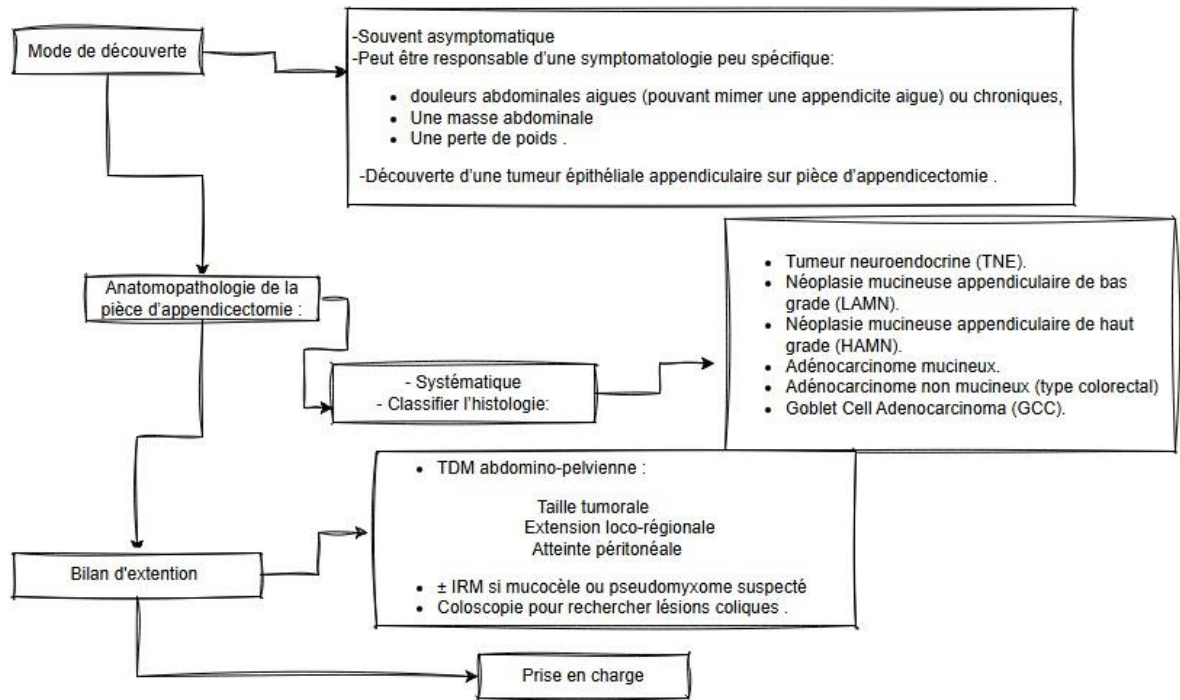 Mode de découverte
-Souvent asymptomatique
-Peut être responsable d'une symptomatologie peu spécifique:
• douleurs abdominales aigues (pouvant mimer une appendicite aigue) ou chroniques,
• Une masse abdominale
• Une perte de poids .
-Découverte d'une tumeur épithéliale appendiculaire sur pièce d'appendicectomie .
Anatomopathologie de la
pièce d'appendicectomie :
- Systématique
- Classifier l'histologie:
• Tumeur neuroendocrine (TNE).
• Néoplasie mucineuse appendiculaire de bas
grade (LAMN).
• Néoplasie mucineuse appendiculaire de haut
grade (HAMN).
• Adénocarcinome mucineux.
• Adénocarcinome non mucineux (type colorectal)
• Goblet Cell Adenocarcinoma (GCC).
Bilan d'extention
• TDM abdomino-pelvienne :
Taille tumorale
Extension loco-régionale
Atteinte péritonéale
• ± IRM si mucocèle ou pseudomyxome suspecté
• Coloscopie pour rechercher lésions coliques .
Prise en charge